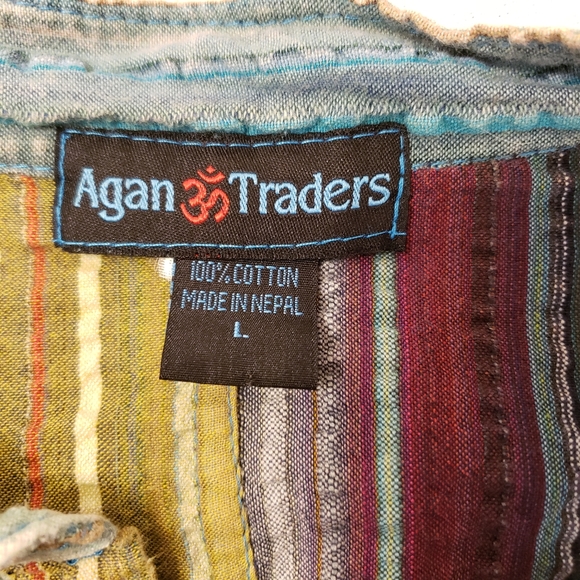 Agan ॐ Traders
100% COTTON
MADE IN NEPAL
L